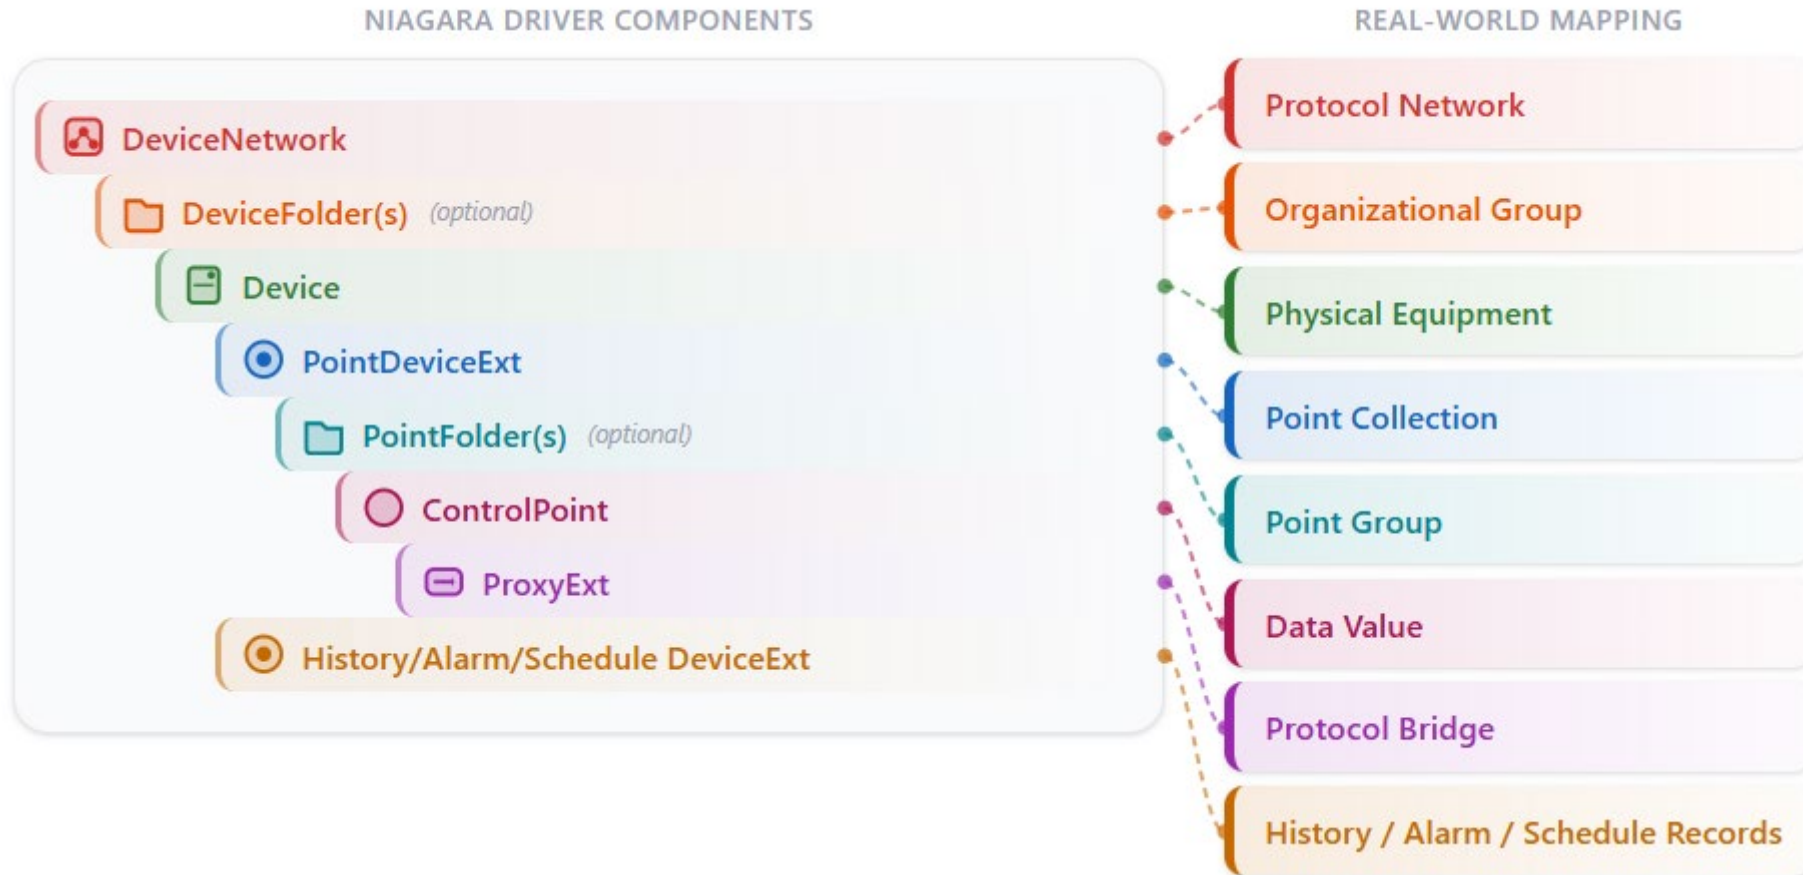 NIAGARA DRIVER COMPONENTS
DeviceNetwork
DeviceFolder(s) (optional)
Device
PointDeviceExt
PointFolder(s) (optional)
ControlPoint
ProxyExt
History/Alarm/Schedule DeviceExt
REAL-WORLD MAPPING
Protocol Network
Organizational Group
Physical Equipment
Point Collection
Point Group
Data Value
Protocol Bridge
History / Alarm / Schedule Records